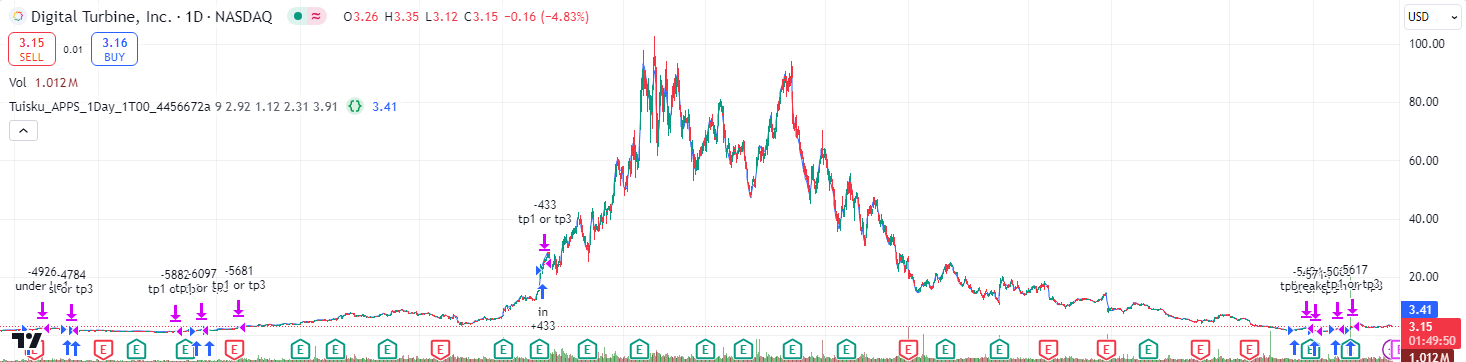 Digital Turbine, Inc. · 1D · NASDAQ ≈ O3.26 H3.35 L3.12 C3.15 −0.16 (−4.83%)
USD
3.15
SELL
0.01
3.16
BUY
Vol 1.012M
Tuisku_APPS_1Day_1T00_4456672a 9 2.92 1.12 2.31 3.91 {} 3.41
100.00
80.00
60.00
40.00
20.00
3.41
3.15
01:49:50
1.012M
-433
tp1 or tp3
in
+433
-4926
-4784
-5882
-6097
-5681
-5617
tp1 or tp3
E E E E E E E E E E E E E E E E E E E E E E E E